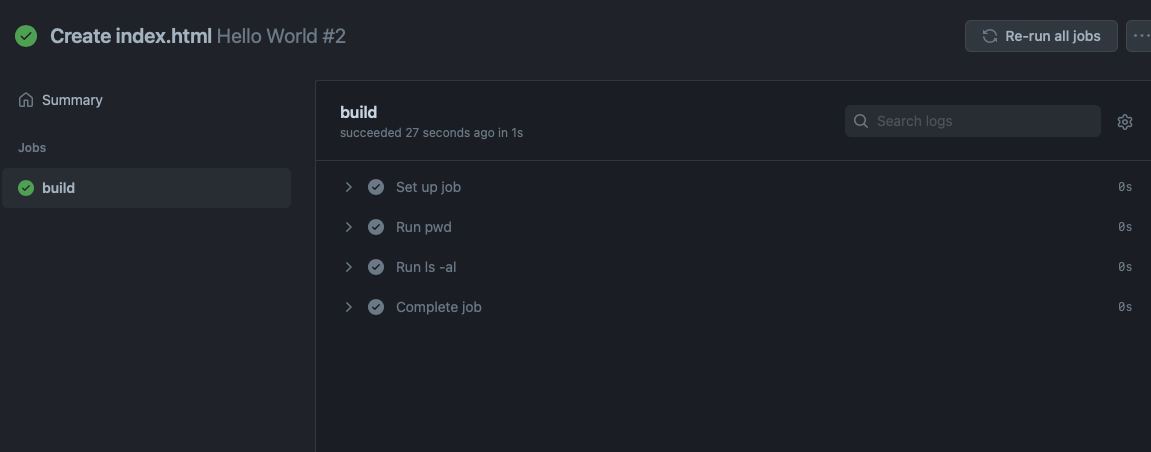 Create index.html Hello World #2
Re-run all jobs
Summary
Jobs
build
build
succeeded 27 seconds ago in 1s
Search logs
Set up job 0s
Run pwd 0s
Run ls -al 0s
Complete job 0s